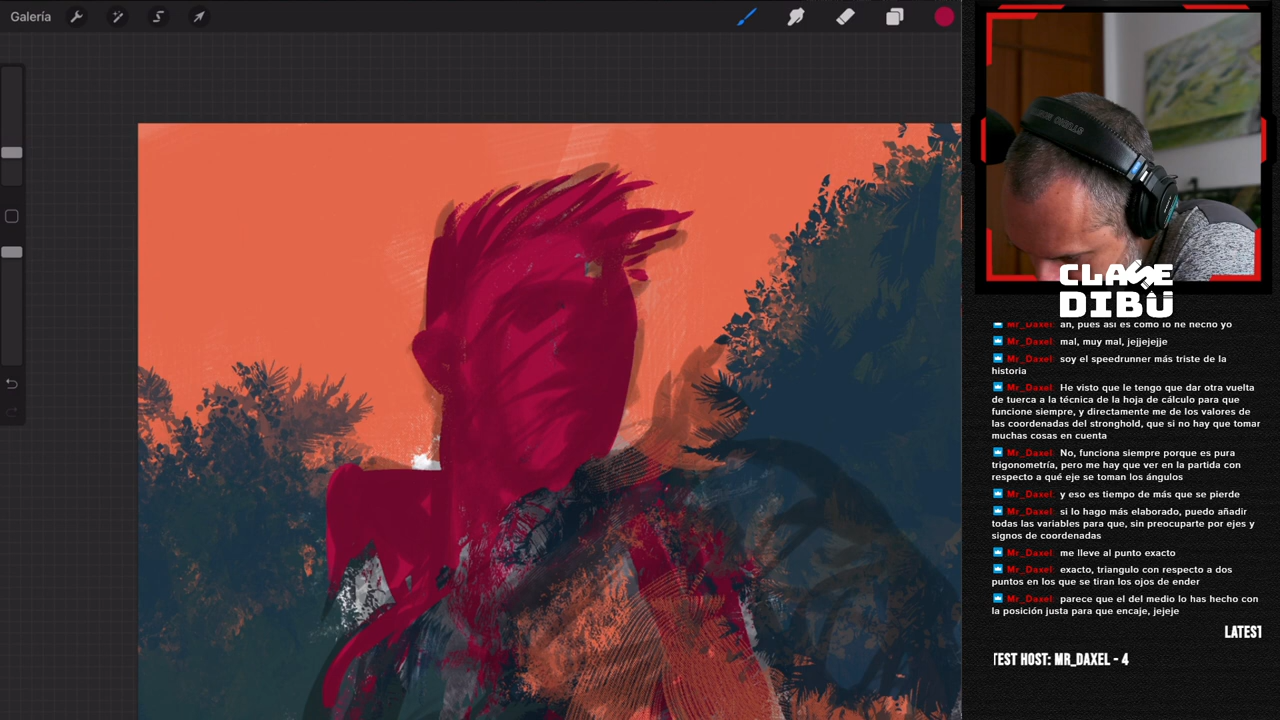 Galería
CLASE
DIBÜ
Mr_Daxel: ah, pues así es como lo he hecho yo
Mr_Daxel: mal, muy mal, jejjejejje
Mr_Daxel: soy el speedrunner más triste de la
historia
Mr_Daxel: He visto que le tengo que dar otra vuelta
de tuerca a la técnica de la hoja de cálculo para que
funcione siempre, y directamente me de los valores de
las coordenadas del stronghold, que si no hay que tomar
muchas cosas en cuenta
Mr_Daxel: No, funciona siempre porque es pura
trigonometría, pero me hay que ver en la partida con
respecto a qué eje se toman los ángulos
Mr_Daxel: y eso es tiempo de más que se pierde
Mr_Daxel: si lo hago más elaborado, puedo añadir
todas las variables para que, sin preocuparte por ejes y
signos de coordenadas
Mr_Daxel: me lleve al punto exacto
Mr_Daxel: exacto, triangulo con respecto a dos
puntos en los que se tiran los ojos de ender
Mr_Daxel: parece que el del medio lo has hecho con
la posición justa para que encaje, jejeje
LATEST
TEST HOST: MR_DAXEL - 4